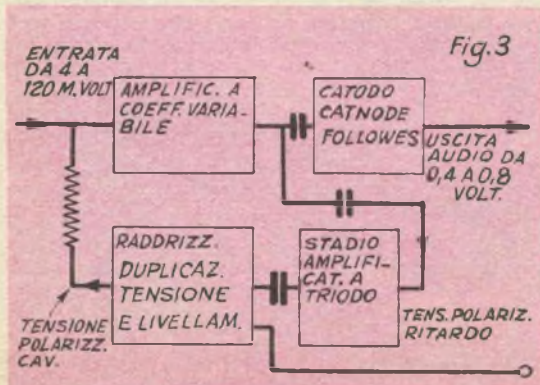 Fig.3
ENTRATA
DA 4 A
120 M.VOLT
AMPLIFIC. A
COEFF. VARIA-
BILE
CATODO
CATNODE
FOLLOWES
USCITA
AUDIO DA
0,4 A 0,8
VOLT.
RADDRIZZ.
DUPLICAZ.
TENSIONE
E LIVELLAM.
STADIO
AMPLIFI-
CAT. A
TRIODO
TENSIONE
POLARIZZ.
CAV.
TENS. POLARIZ.
RITARDO